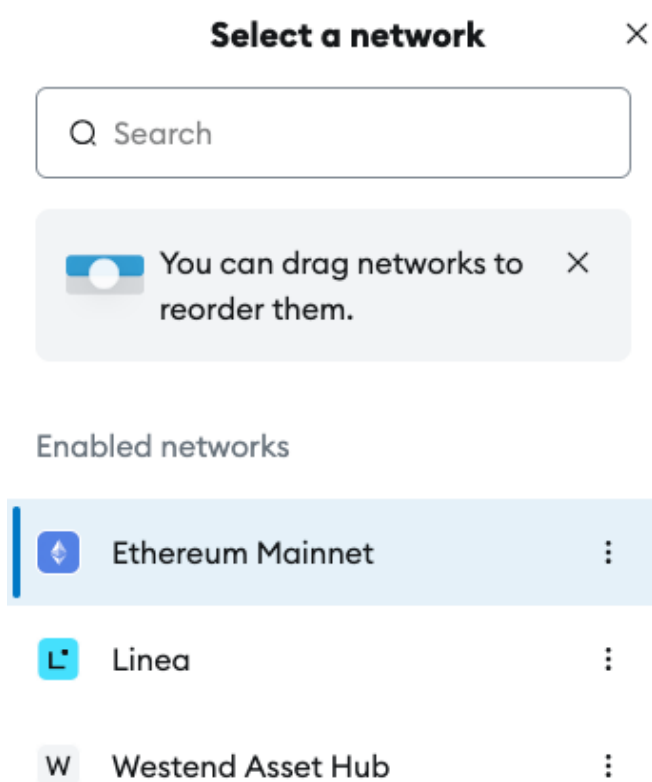 Select a network
Search
You can drag networks to
reorder them.
Enabled networks
Ethereum Mainnet
L Linea
W Westend Asset Hub